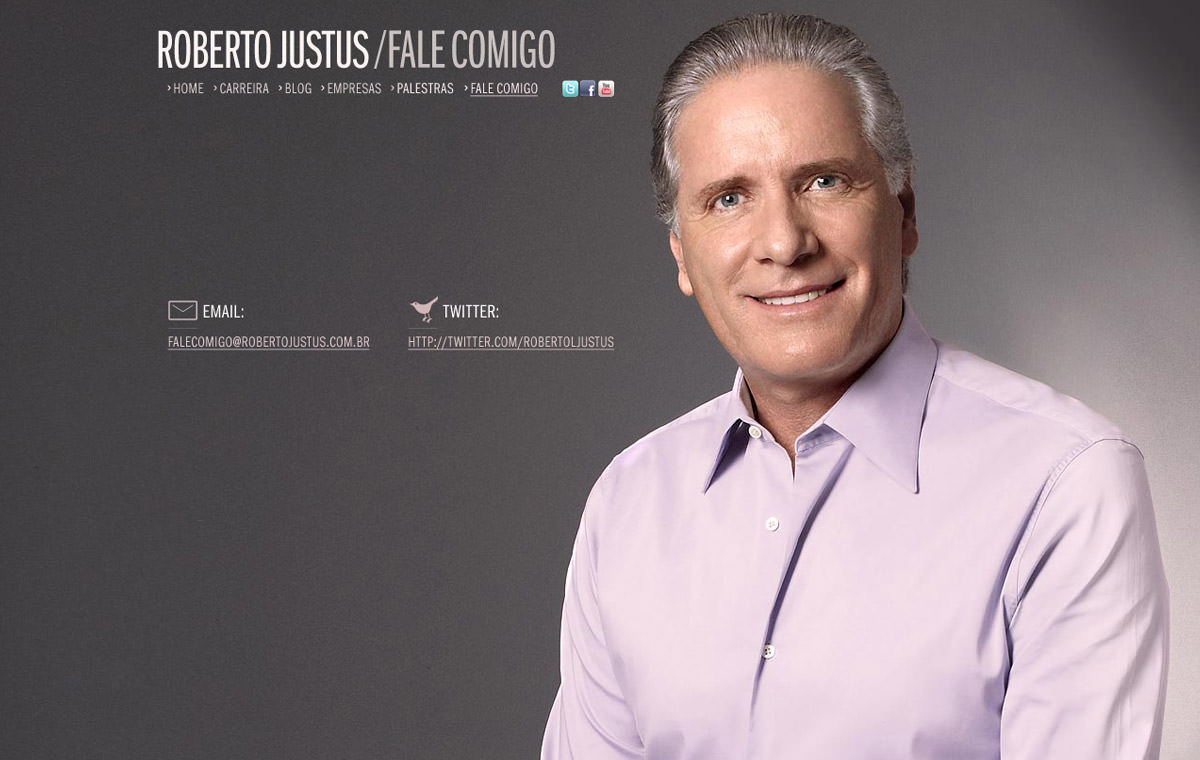 ROBERTO JUSTUS /FALE COMIGO
› HOME › CARREIRA › BLOG › EMPRESAS › PALESTRAS › FALE COMIGO
EMAIL: TWITTER:
FALECOMIGO@ROBERTOJUSTUS.COM.BR HTTP://TWITTER.COM/ROBERTOLJUSTUS